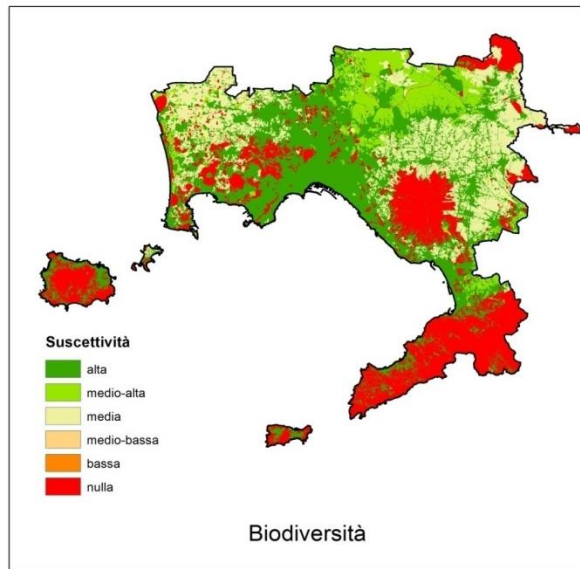 Suscettività
alta
medio-alta
media
medio-bassa
bassa
nulla
Biodiversità